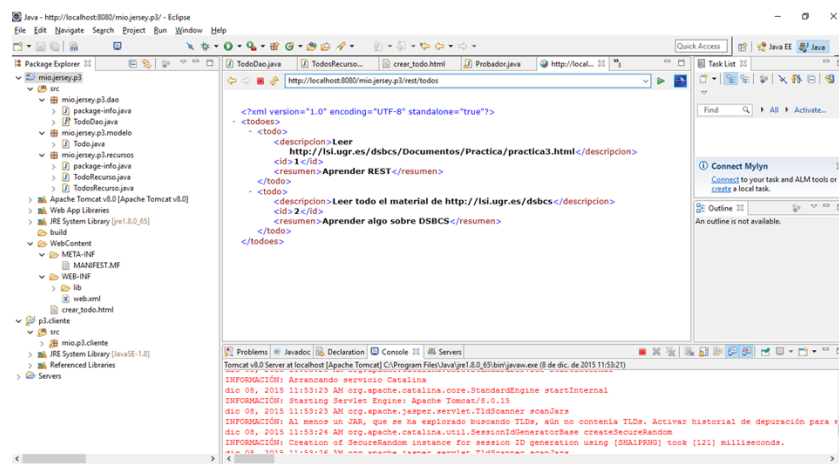 Java - http://localhost:8080/mio.jersey.p3/ - Eclipse
File Edit Navigate Search Project Run Window Help
Quick Access
Java EE
Java
Package Explorer
mio.jersey.p3
src
mio.jersey.p3.dao
package-info.java
TodoDao.java
mio.jersey.p3.modelo
Todo.java
mio.jersey.p3.recursos
package-info.java
TodoRecurso.java
TodosRecurso.java
Apache Tomcat v8.0 [Apache Tomcat v8.0]
Web App Libraries
JRE System Library [jre1.8.0_65]
build
WebContent
META-INF
MANIFEST.MF
WEB-INF
lib
web.xml
crear_todo.html
p3.cliente
src
mio.p3.cliente
JRE System Library [JavaSE-1.8]
Referenced Libraries
Servers
TodoDao.java
TodosRecurso...
crear_todo.html
Probador.java
http://local...
5
http://localhost:8080/mio.jersey.p3/rest/todos
<?xml version="1.0" encoding="UTF-8" standalone="true"?>
- <todoes>
- <todo>
<descripcion>Leer
http://lsi.ugr.es/dsbcs/Documentos/Practica/practica3.html</descripcion>
<id>1</id>
<resumen>Aprender REST</resumen>
</todo>
- <todo>
<descripcion>Leer todo el material de http://lsi.ugr.es/dsbcs</descripcion>
<id>2</id>
<resumen>Aprender algo sobre DSBCS</resumen>
</todo>
</todoes>
Task List
Find
All
Activate...
Connect Mylyn
Connect to your task and ALM tools or
create a local task.
Outline
An outline is not available.
Problems
Javadoc
Declaration
Console
Servers
Tomcat v8.0 Server at localhost [Apache Tomcat] C:\Program Files\Java\jre1.8.0_65\bin\javaw.exe (8 de dic. de 2015 11:53:21)
INFORMACIÓN: Arrancando servicio Catalina
dic 08, 2015 11:53:23 AM org.apache.catalina.core.StandardEngine startInternal
INFORMACIÓN: Starting Servlet Engine: Apache Tomcat/8.0.15
dic 08, 2015 11:53:23 AM org.apache.jasper.servlet.TldScanner scanJars
INFORMACIÓN: Al menos un JAR, que se ha explorado buscando TLDs, aún no contenía TLDs. Activar historial de depuración para
dic 08, 2015 11:53:24 AM org.apache.catalina.util.SessionIdGeneratorBase createSecureRandom
INFORMACIÓN: Creation of SecureRandom instance for session ID generation using [SHA1PRNG] took [121] milliseconds.
dic 08, 2015 11:53:26 AM org.apache.jasper.servlet.TldScanner scanJars